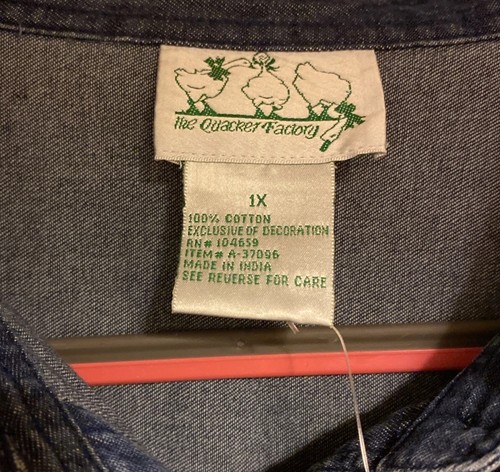 The Quacker Factory
1X
100% COTTON
EXCLUSIVE OF DECORATION
RN# 104659
ITEM# A-37096
MADE IN INDIA
SEE REVERSE FOR CARE